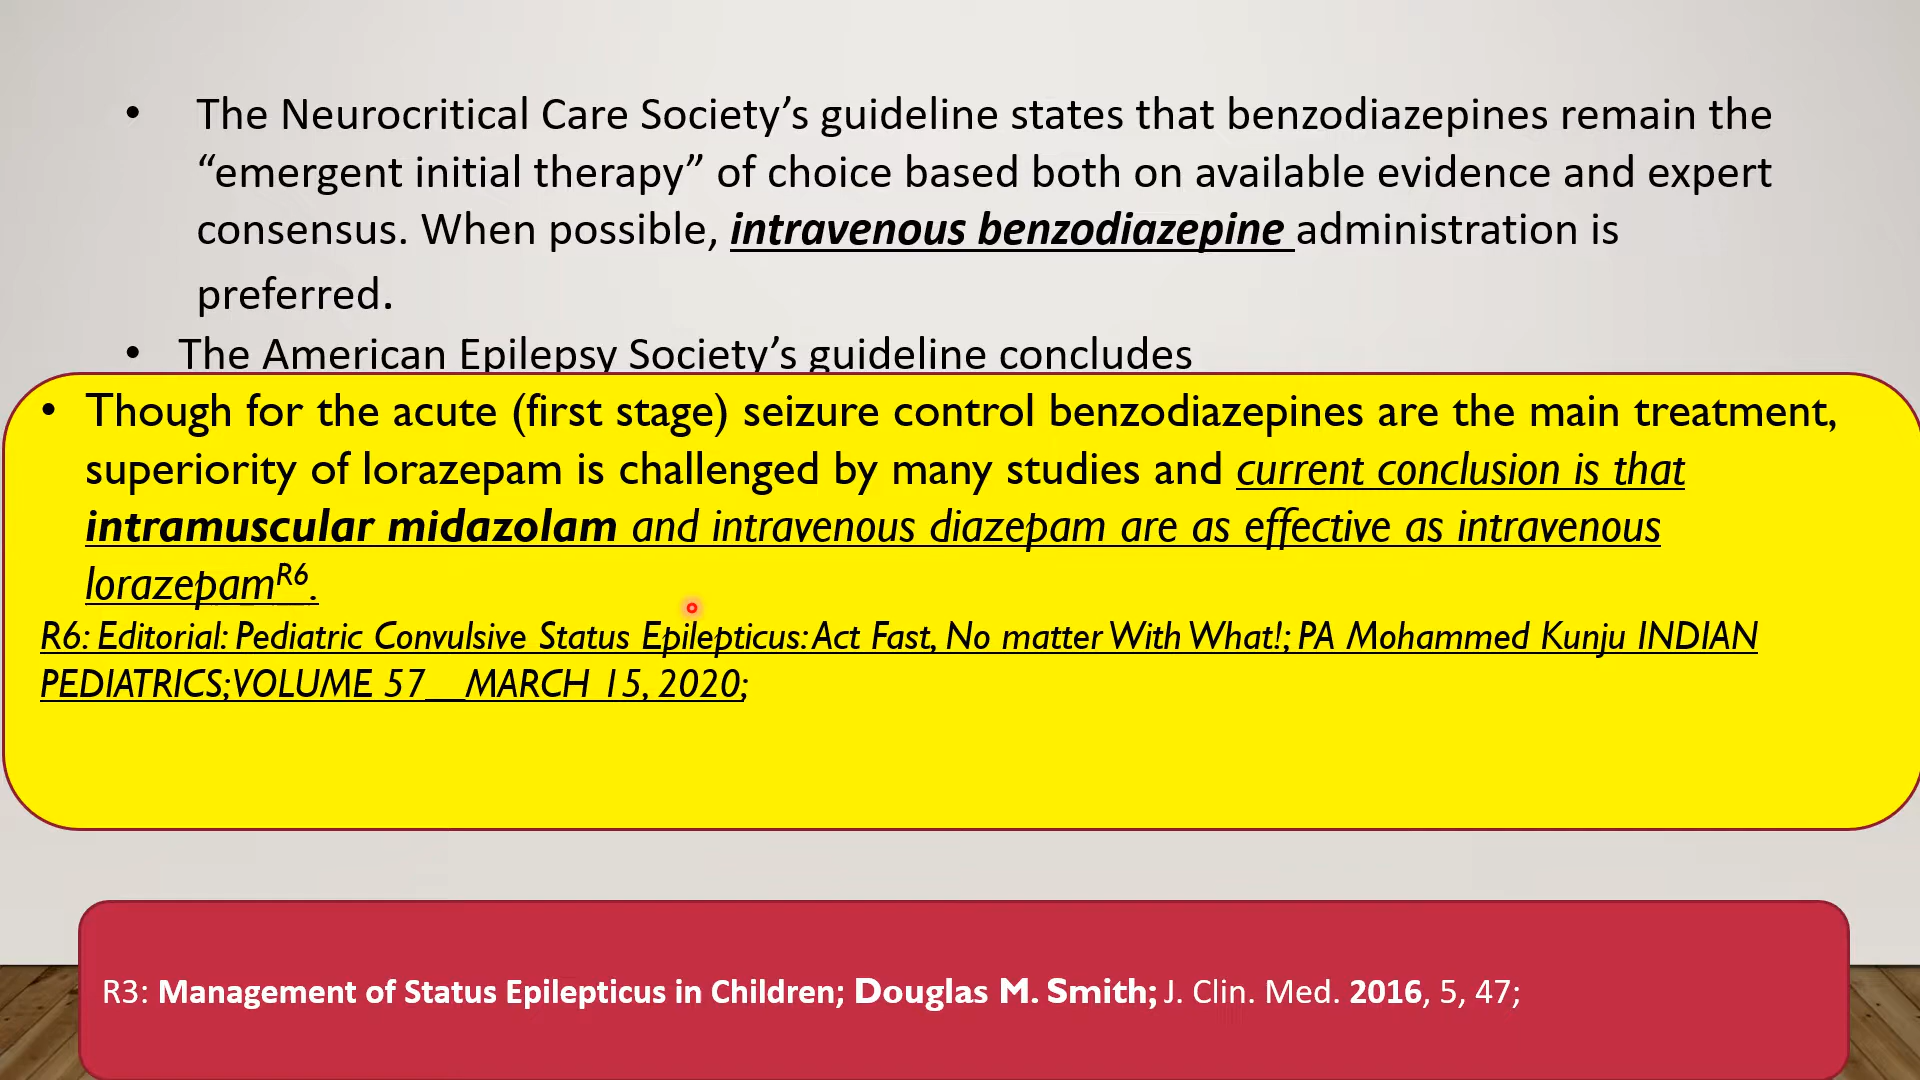 • The Neurocritical Care Society’s guideline states that benzodiazepines remain the
“emergent initial therapy” of choice based both on available evidence and expert
consensus. When possible, intravenous benzodiazepine administration is
preferred.
• The American Epilepsy Society’s guideline concludes
• Though for the acute (first stage) seizure control benzodiazepines are the main treatment,
superiority of lorazepam is challenged by many studies and current conclusion is that
intramuscular midazolam and intravenous diazepam are as effective as intravenous
lorazepamR6.
R6: Editorial: Pediatric Convulsive Status Epilepticus: Act Fast, No matter With What!; PA Mohammed Kunju INDIAN
PEDIATRICS;VOLUME 57__MARCH 15, 2020;
R3: Management of Status Epilepticus in Children; Douglas M. Smith; J. Clin. Med. 2016, 5, 47;